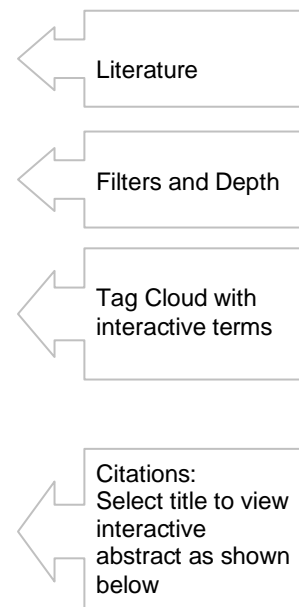 Literature
Filters and Depth
Tag Cloud with
interactive terms
Citations:
Select title to view
interactive
abstract as shown
below